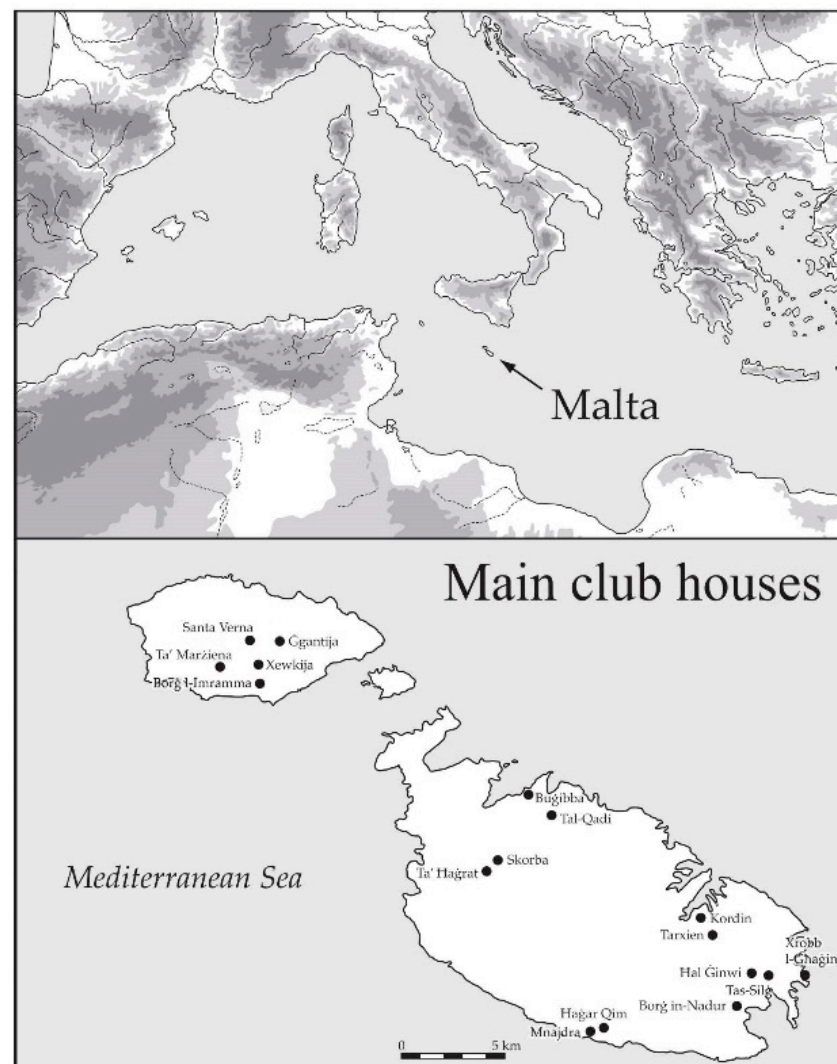 Malta
Main club houses
Santa Verna
Ġgantija
Ta' Marżiena
Xewkija
Borġ l-Imramma
Buġibba
Tal-Qadi
Mediterranean Sea
Skorba
Ta' Ħaġrat
Kordin
Tarxien
Xrobb
l-Għaġin
Hal Ġinwi
Tas-Silġ
Borġ in-Nadur
Haġar Qim
Mnajdra
0 5 km